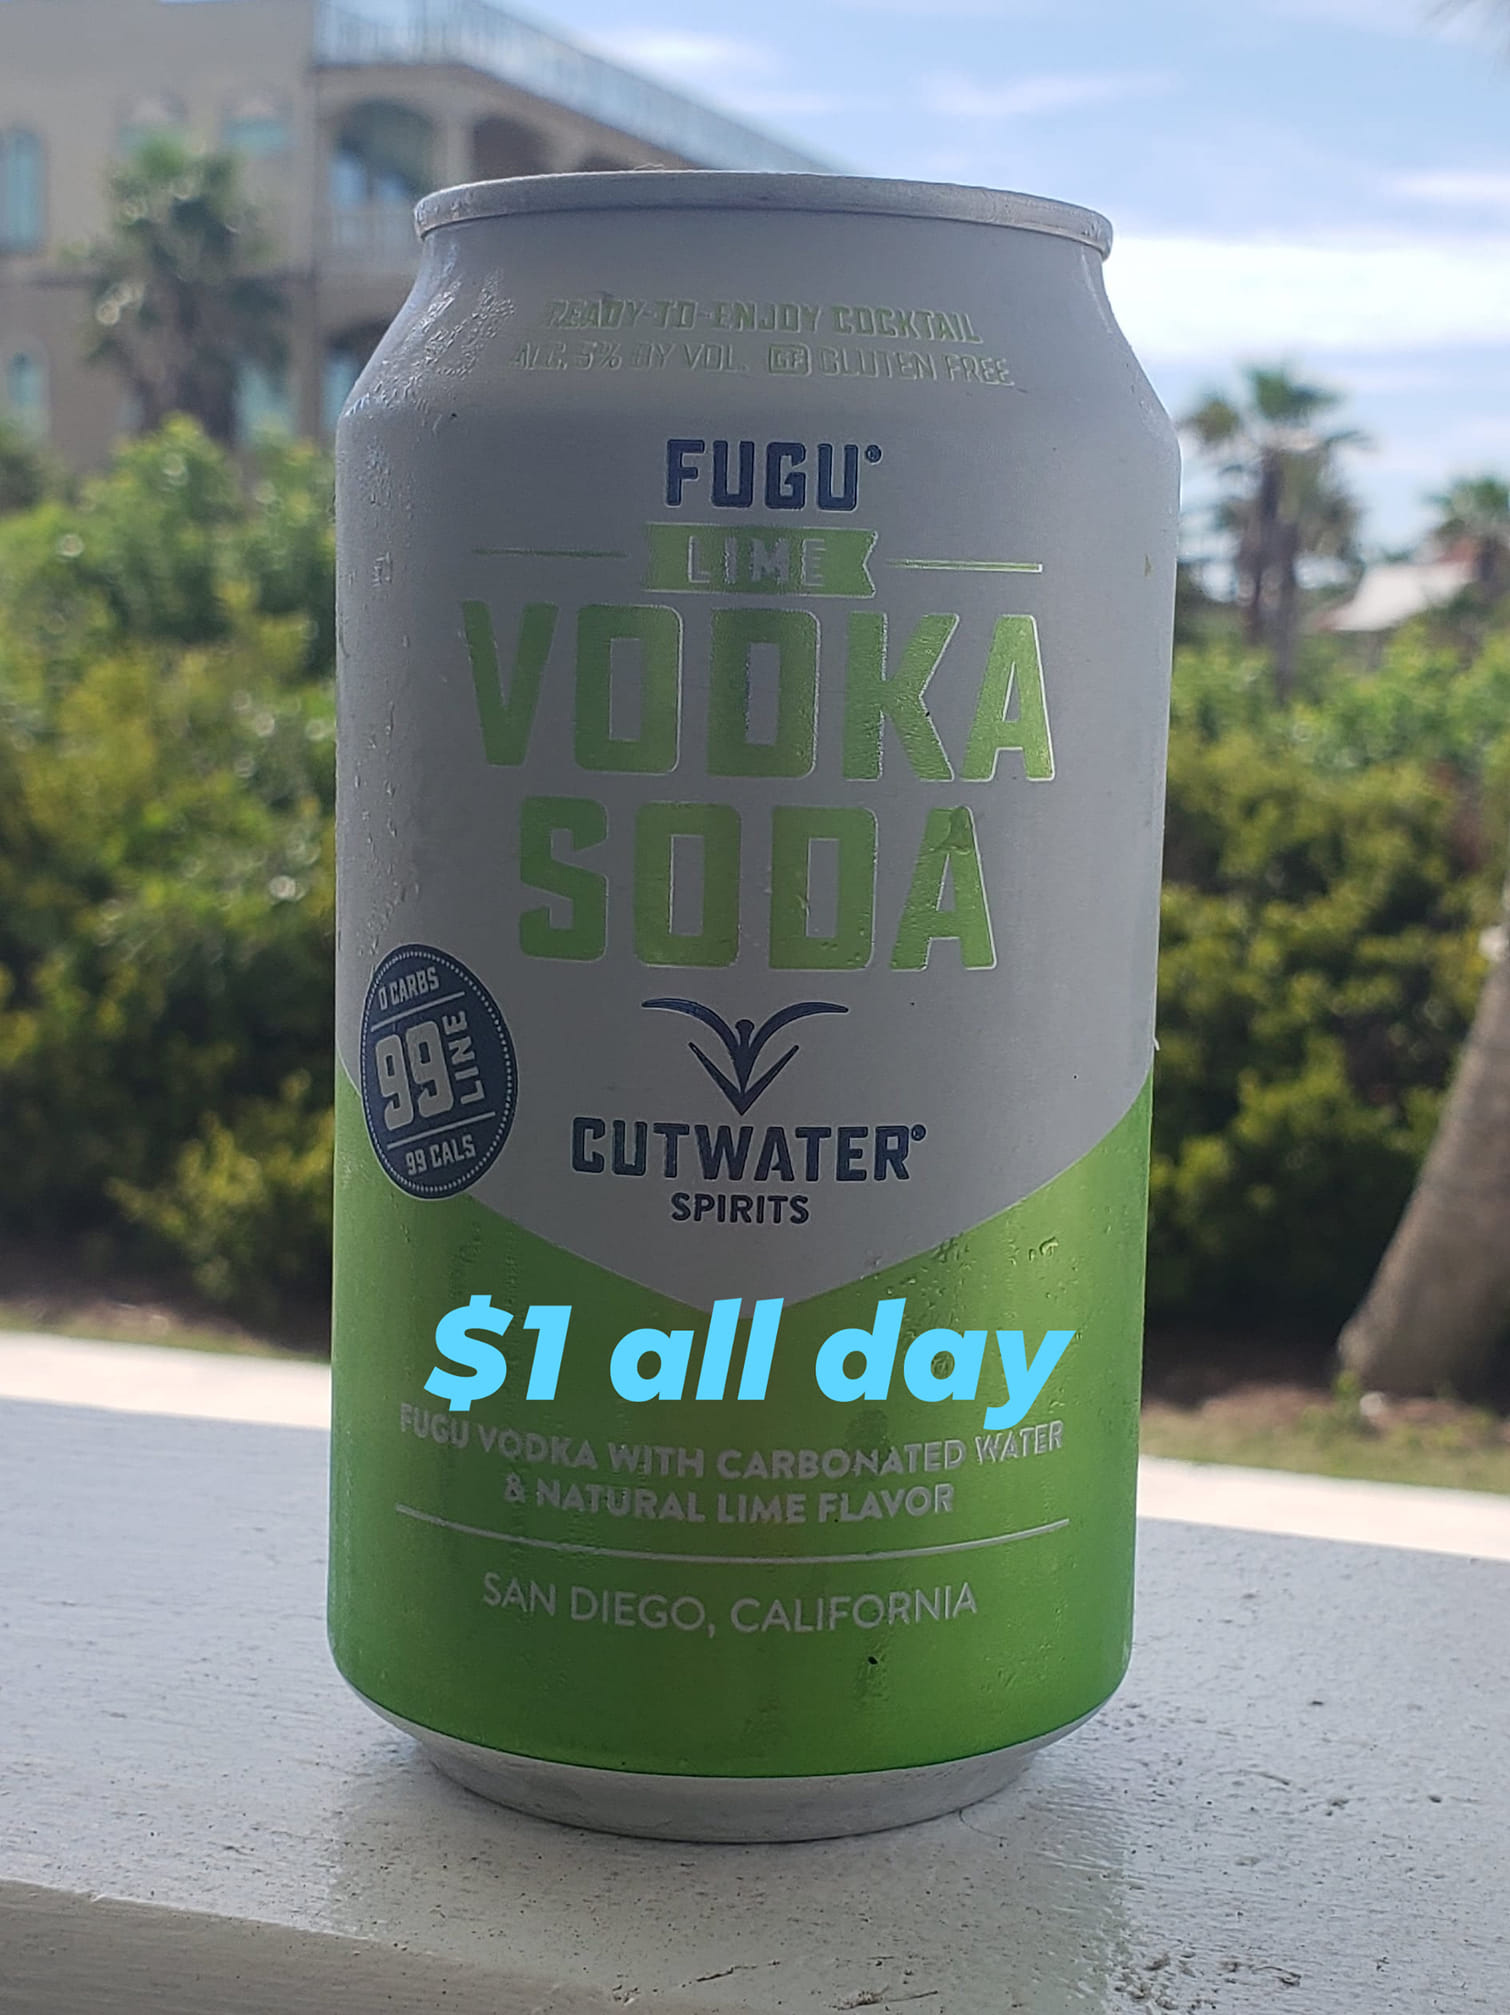 READY-TO-ENJOY COCKTAIL
ALC. 5% BY VOL. GF GLUTEN FREE
FUGU®
LIME
VODKA
SODA
0 CARBS
99 LINE
99 CALS
CUTWATER®
SPIRITS
$1 all day
FUGU VODKA WITH CARBONATED WATER
& NATURAL LIME FLAVOR
SAN DIEGO, CALIFORNIA